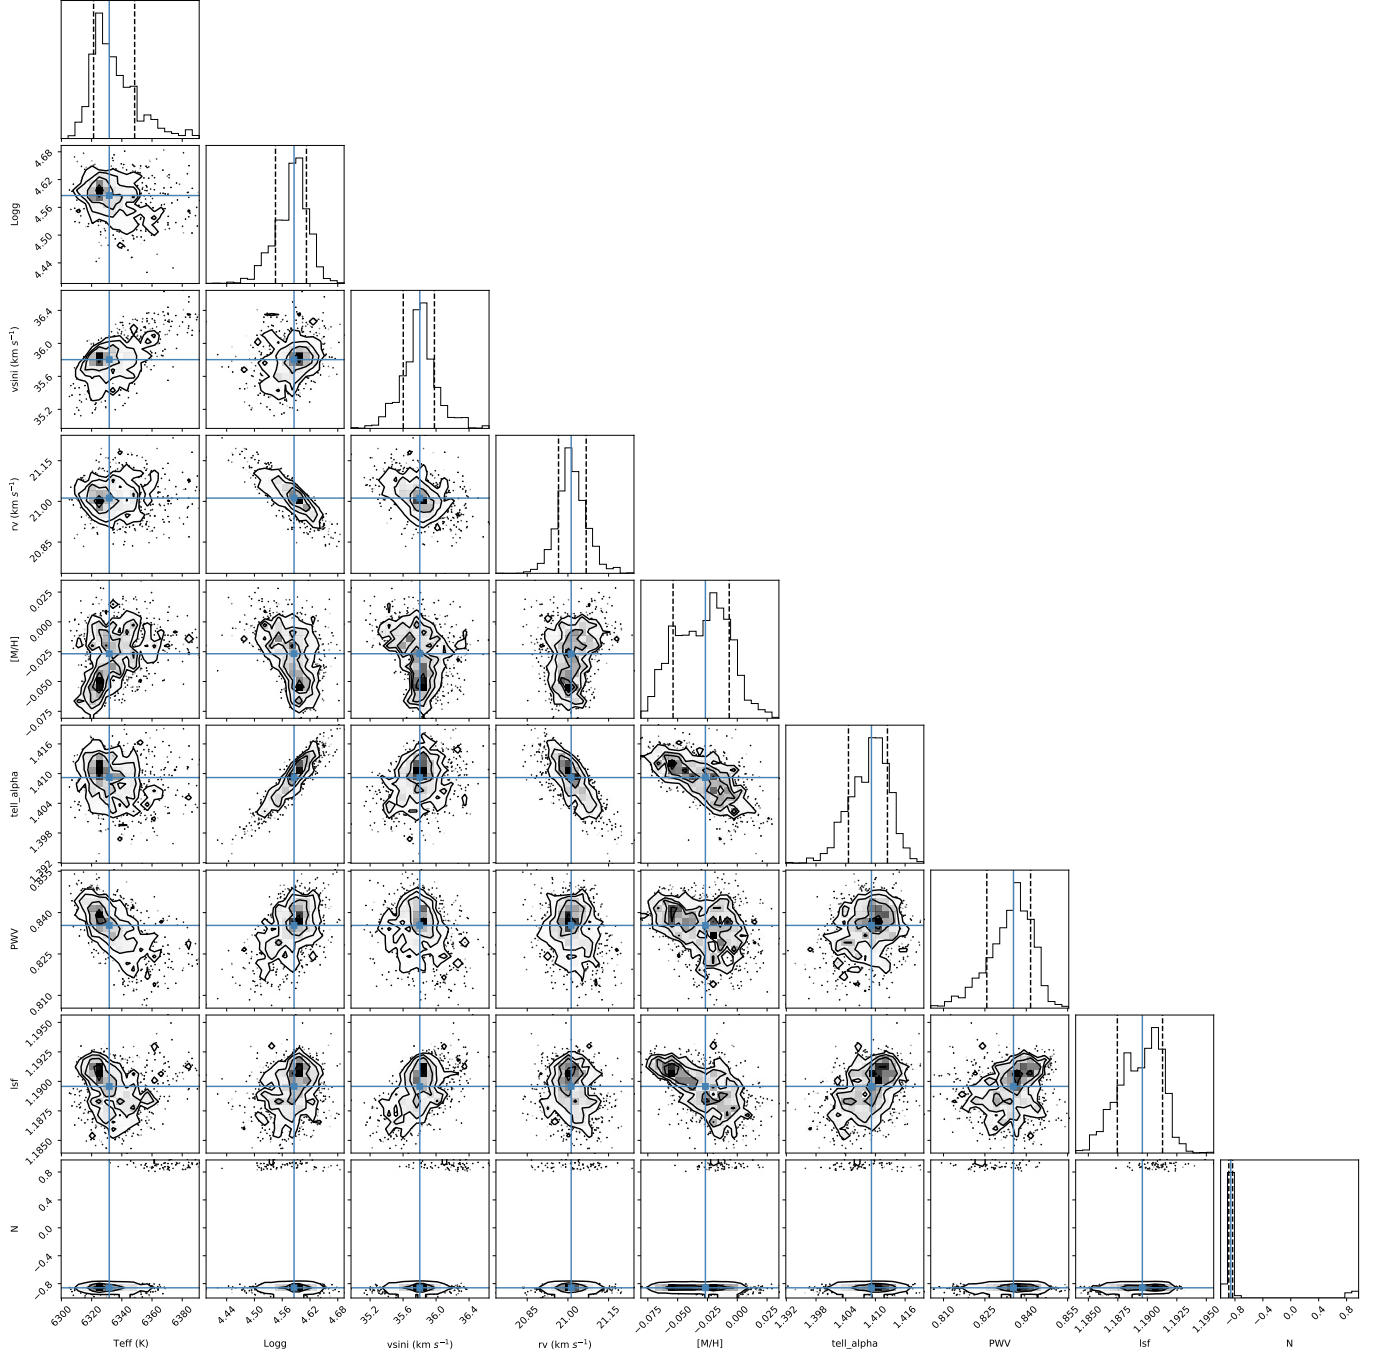 4.68
4.62
4.56
4.50
4.44
Logg
36.4
36.0
35.6
35.2
vsini (km s⁻¹)
21.15
21.00
20.85
rv (km s⁻¹)
0.025
0.000
−0.025
−0.050
−0.075
[M/H]
1.416
1.410
1.404
1.398
1.392
tell_alpha
0.855
0.840
0.825
0.810
PWV
1.1950
1.1925
1.1900
1.1875
1.1850
lsf
0.8
0.4
0.0
−0.4
−0.8
N
6300 6320 6340 6360 6380
4.44 4.50 4.56 4.62 4.68
35.2 35.6 36.0 36.4
20.85 21.00 21.15
−0.075 −0.050 −0.025 0.000 0.025
1.392 1.398 1.404 1.410 1.416
0.810 0.825 0.840 0.855
1.1850 1.1875 1.1900 1.1925 1.1950
−0.8 −0.4 0.0 0.4 0.8
Teff (K) Logg vsini (km s⁻¹) rv (km s⁻¹) [M/H] tell_alpha PWV lsf N